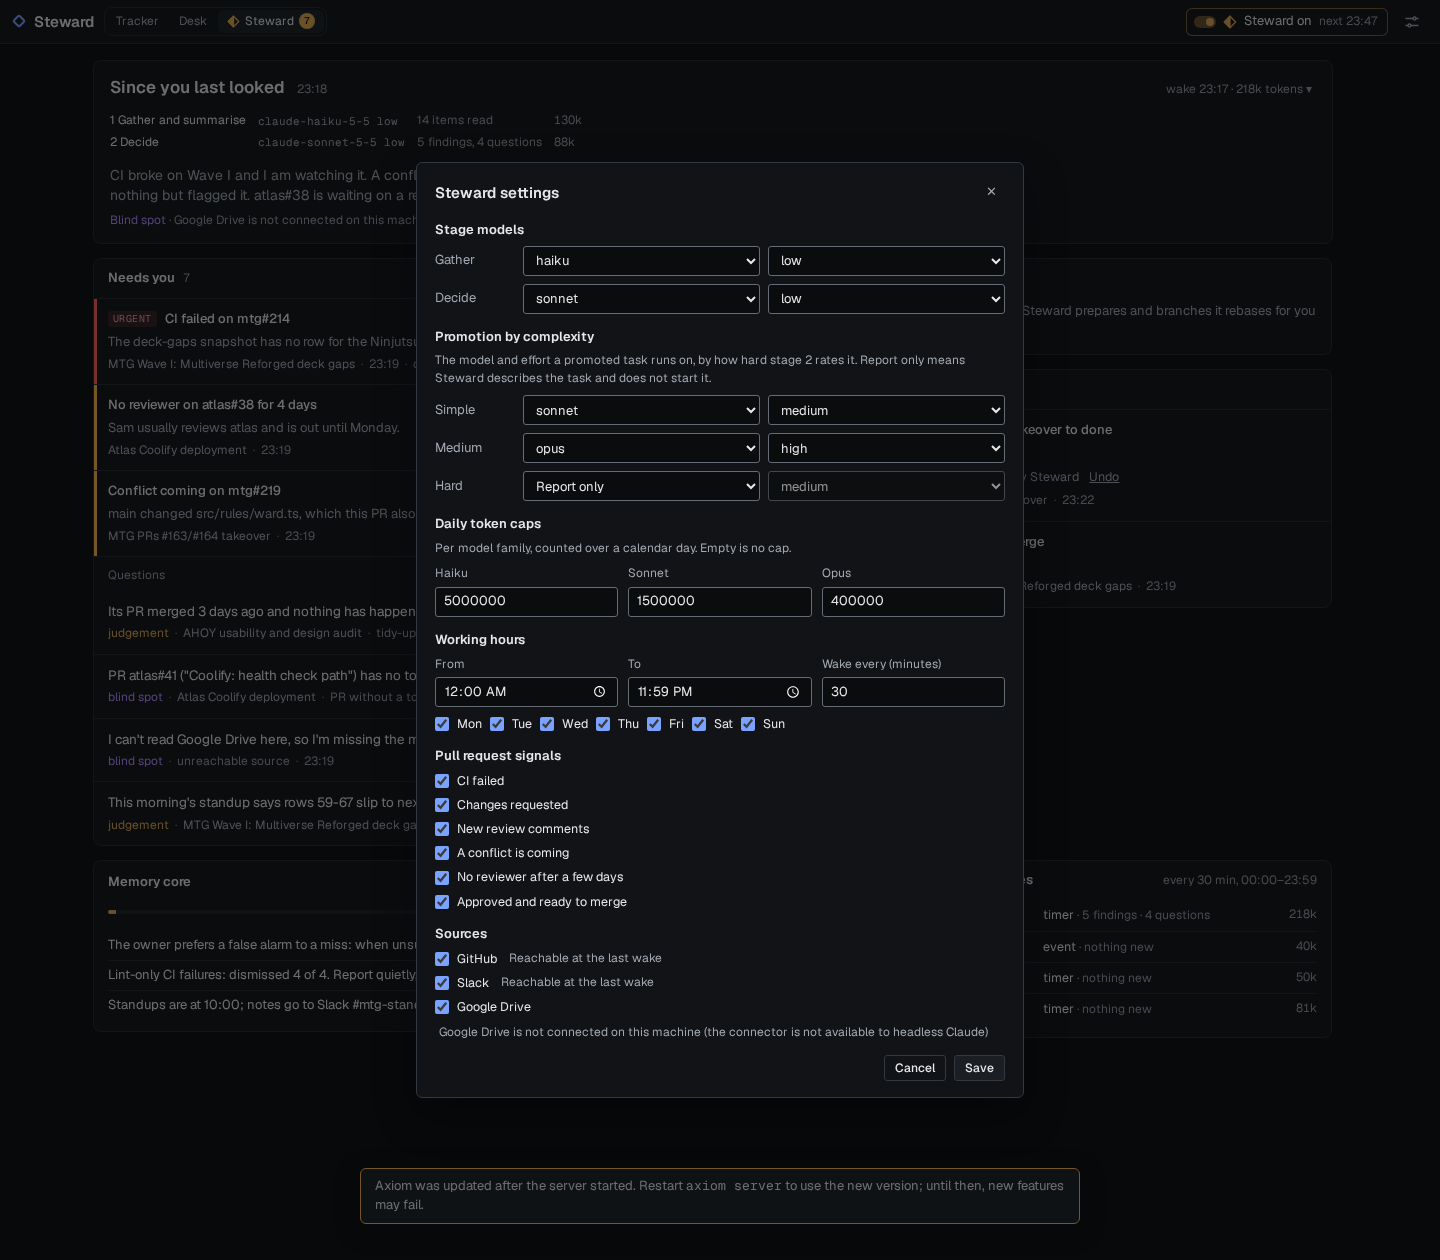 Steward
Tracker
Desk
Steward 7
Steward on next 23:47
Since you last looked 23:18
wake 23:17 · 218k tokens ▾
1 Gather and summarise claude-haiku-5-5 low 14 items read 130k
2 Decide claude-sonnet-5-5 low 5 findings, 4 questions 88k
CI broke on Wave I and I am watching it. A
nothing but flagged it. atlas#38 is waiting on a
Blind spot · Google Drive is not connected on this
Needs you 7
URGENT CI failed on mtg#214
The deck-gaps snapshot has no row for the
MTG Wave I: Multiverse Reforged deck gaps · 23:19 ·
No reviewer on atlas#38 for 4 days
Sam usually reviews atlas and is out until Monday.
Atlas Coolify deployment · 23:19
Conflict coming on mtg#219
main changed src/rules/ward.ts, which this PR also
MTG PRs #163/#164 takeover · 23:19
Questions
Its PR merged 3 days ago and nothing has
judgement · AHOY usability and design audit · tidy-up
PR atlas#41 ("Coolify: health check path") has no
blind spot · Atlas Coolify deployment · PR without a
I can't read Google Drive here, so I'm missing the
blind spot · unreachable source · 23:19
This morning's standup says rows 59-67 slip to
judgement · MTG Wave I: Multiverse Reforged deck
Memory core
The owner prefers a false alarm to a miss: when
Lint-only CI failures: dismissed 4 of 4. Report quietly
Standups are at 10:00; notes go to Slack
Steward settings
×
Stage models
Gather haiku low
Decide sonnet low
Promotion by complexity
The model and effort a promoted task runs on, by how hard stage 2 rates it. Report only means
Steward describes the task and does not start it.
Simple sonnet medium
Medium opus high
Hard Report only medium
Daily token caps
Per model family, counted over a calendar day. Empty is no cap.
Haiku Sonnet Opus
5000000 1500000 400000
Working hours
From To Wake every (minutes)
12:00 AM 11:59 PM 30
Mon Tue Wed Thu Fri Sat Sun
Pull request signals
CI failed
Changes requested
New review comments
A conflict is coming
No reviewer after a few days
Approved and ready to merge
Sources
GitHub Reachable at the last wake
Slack Reachable at the last wake
Google Drive
Google Drive is not connected on this machine (the connector is not available to headless Claude)
Cancel Save
Steward prepares and branches it rebases for you
to done
Steward Undo
· 23:22
deck gaps · 23:19
every 30 min, 00:00–23:59
timer · 5 findings · 4 questions 218k
event · nothing new 40k
timer · nothing new 50k
timer · nothing new 81k
Axiom was updated after the server started. Restart axiom server to use the new version; until then, new features
may fail.